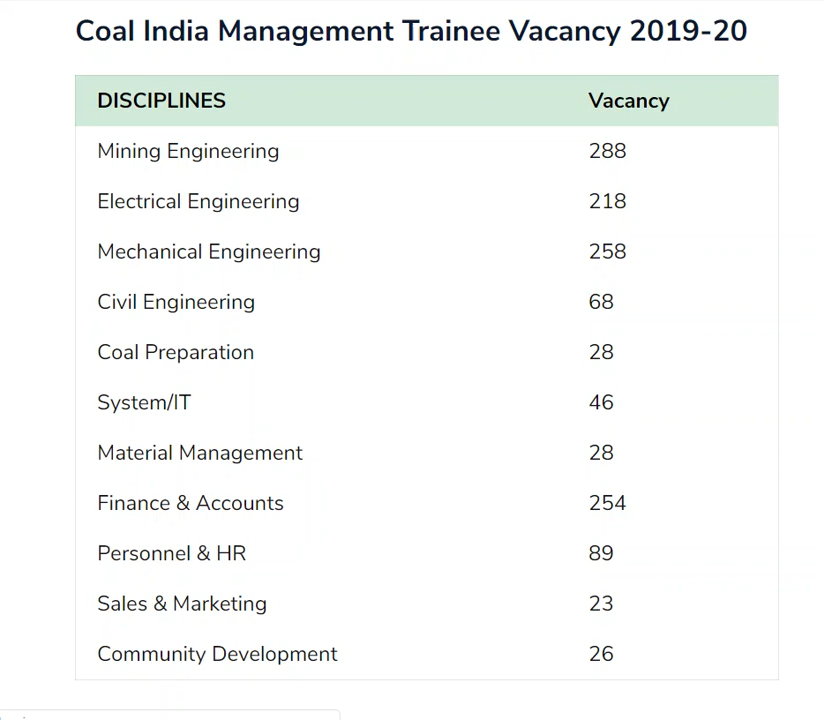 Coal India Management Trainee Vacancy 2019-20
DISCIPLINES Vacancy
Mining Engineering 288
Electrical Engineering 218
Mechanical Engineering 258
Civil Engineering 68
Coal Preparation 28
System/IT 46
Material Management 28
Finance & Accounts 254
Personnel & HR 89
Sales & Marketing 23
Community Development 26